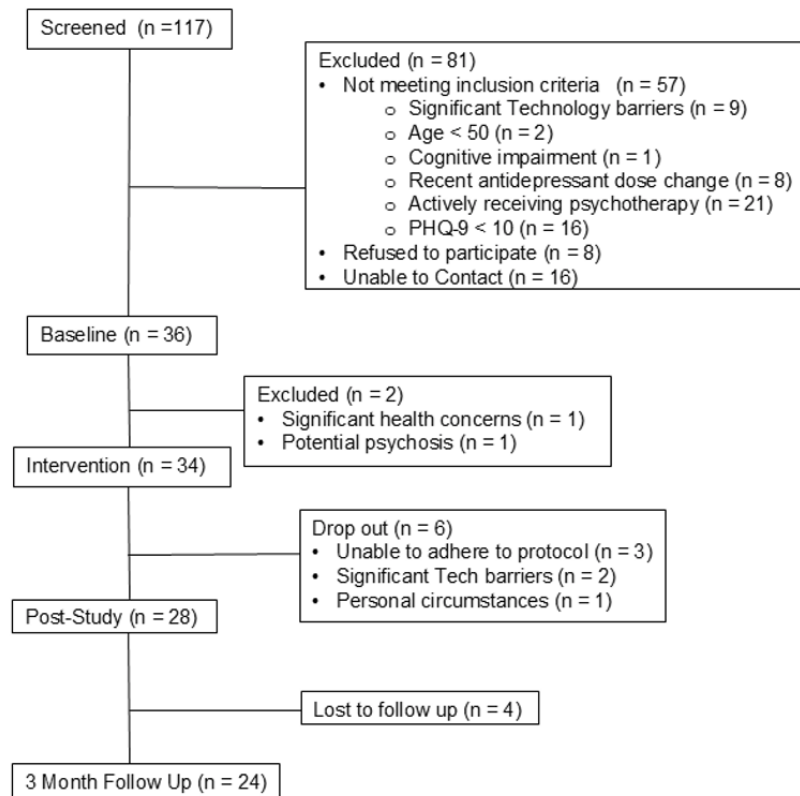 Screened (n =117)
Excluded (n = 81)
• Not meeting inclusion criteria (n = 57)
o Significant Technology barriers (n = 9)
o Age < 50 (n = 2)
o Cognitive impairment (n = 1)
o Recent antidepressant dose change (n = 8)
o Actively receiving psychotherapy (n = 21)
o PHQ-9 < 10 (n = 16)
• Refused to participate (n = 8)
• Unable to Contact (n = 16)
Baseline (n = 36)
Excluded (n = 2)
• Significant health concerns (n = 1)
• Potential psychosis (n = 1)
Intervention (n = 34)
Drop out (n = 6)
• Unable to adhere to protocol (n = 3)
• Significant Tech barriers (n = 2)
• Personal circumstances (n = 1)
Post-Study (n = 28)
Lost to follow up (n = 4)
3 Month Follow Up (n = 24)